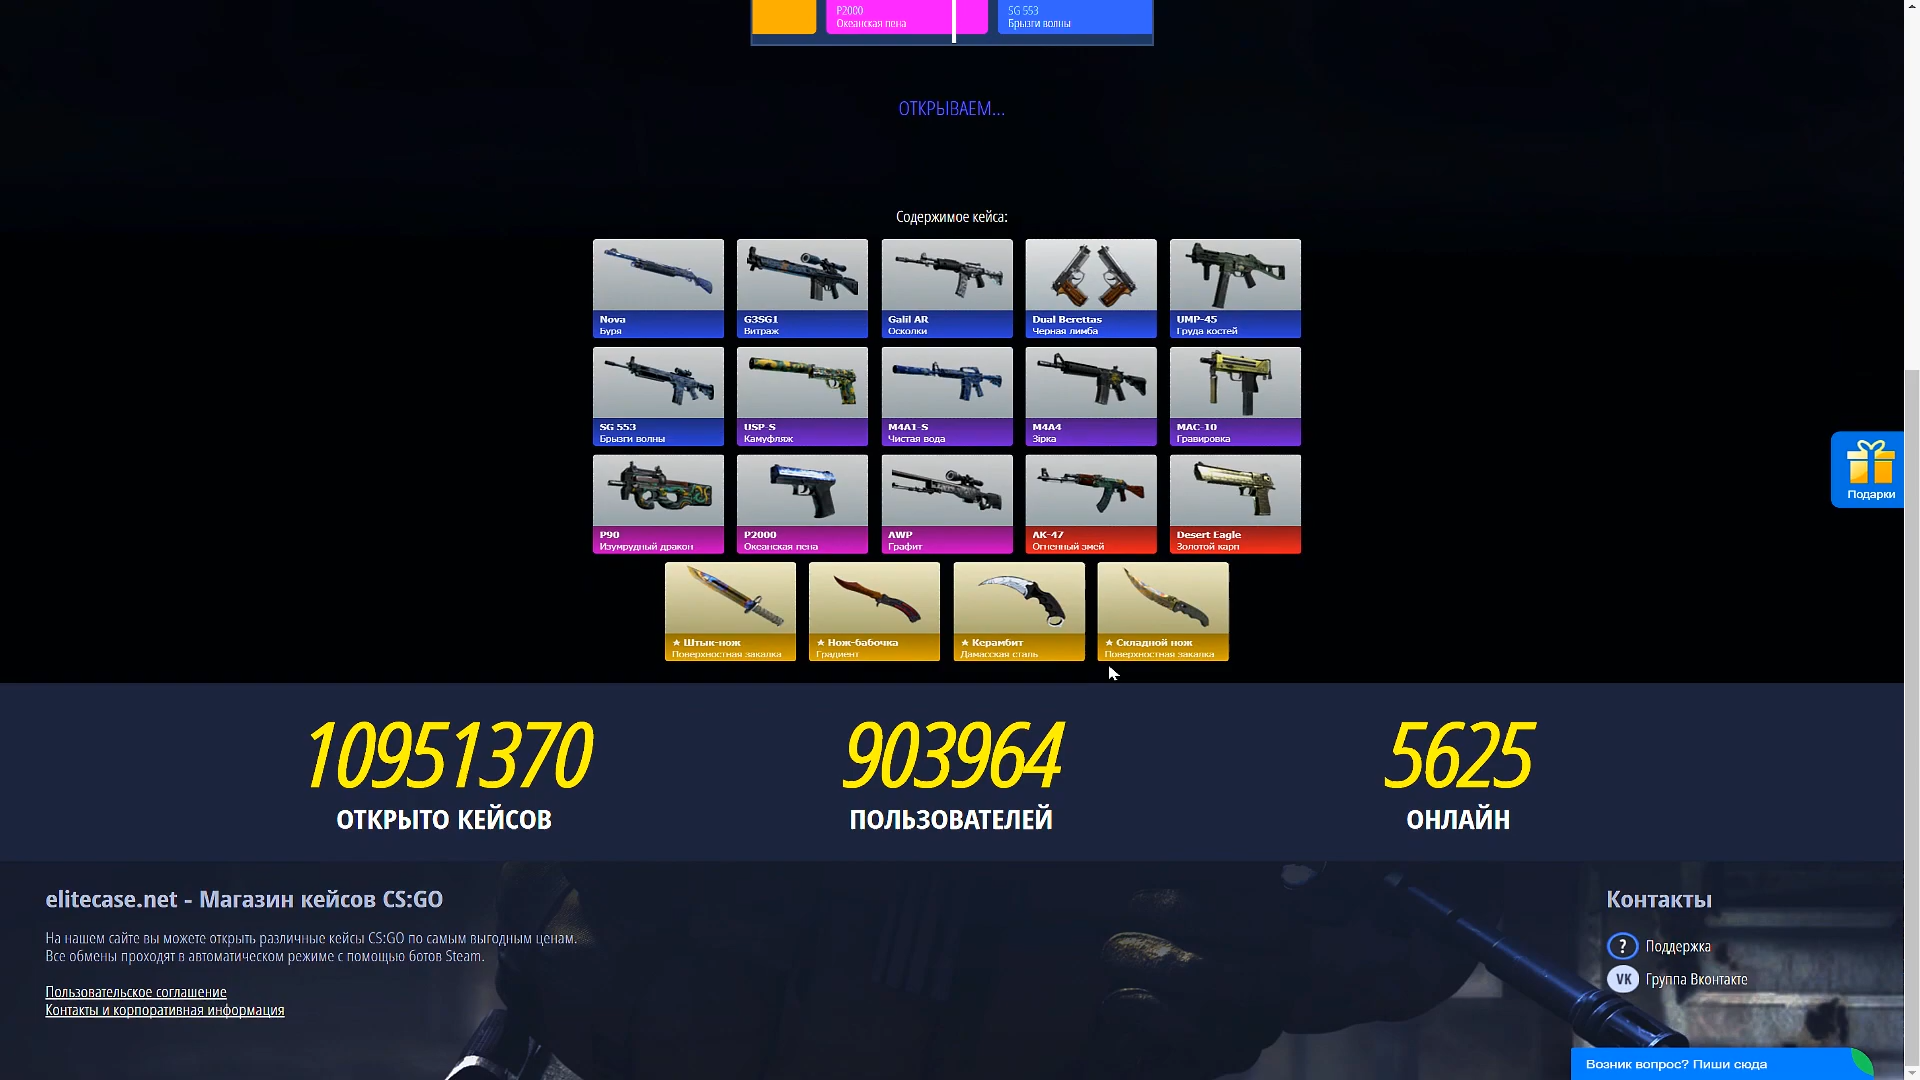 P2000
Океанская пена
SG 553
Брызги волны
ОТКРЫВАЕМ...
Содержимое кейса:
Nova
Буря
G3SG1
Витраж
Galil AR
Осколки
Dual Berettas
Черная лимба
UMP-45
Груда костей
SG 553
Брызги волны
USP-S
Камуфляж
M4A1-S
Чистая вода
M4A4
Зірка
MAC-10
Гравировка
P90
Изумрудный дракон
P2000
Океанская пена
AWP
Графит
AK-47
Огненный змей
Desert Eagle
Золотой карп
★ Штык-нож
Поверхностная закалка
★ Нож-бабочка
Градиент
★ Керамбит
Дамасская сталь
★ Складной нож
Поверхностная закалка
Подарки
10951370
ОТКРЫТО КЕЙСОВ
903964
ПОЛЬЗОВАТЕЛЕЙ
5625
ОНЛАЙН
elitecase.net - Магазин кейсов CS:GO
На нашем сайте вы можете открыть различные кейсы CS:GO по самым выгодным ценам.
Все обмены проходят в автоматическом режиме с помощью ботов Steam.
Пользовательское соглашение
Контакты и корпоративная информация
Контакты
? Поддержка
VK Группа Вконтакте
Возник вопрос? Пиши сюда